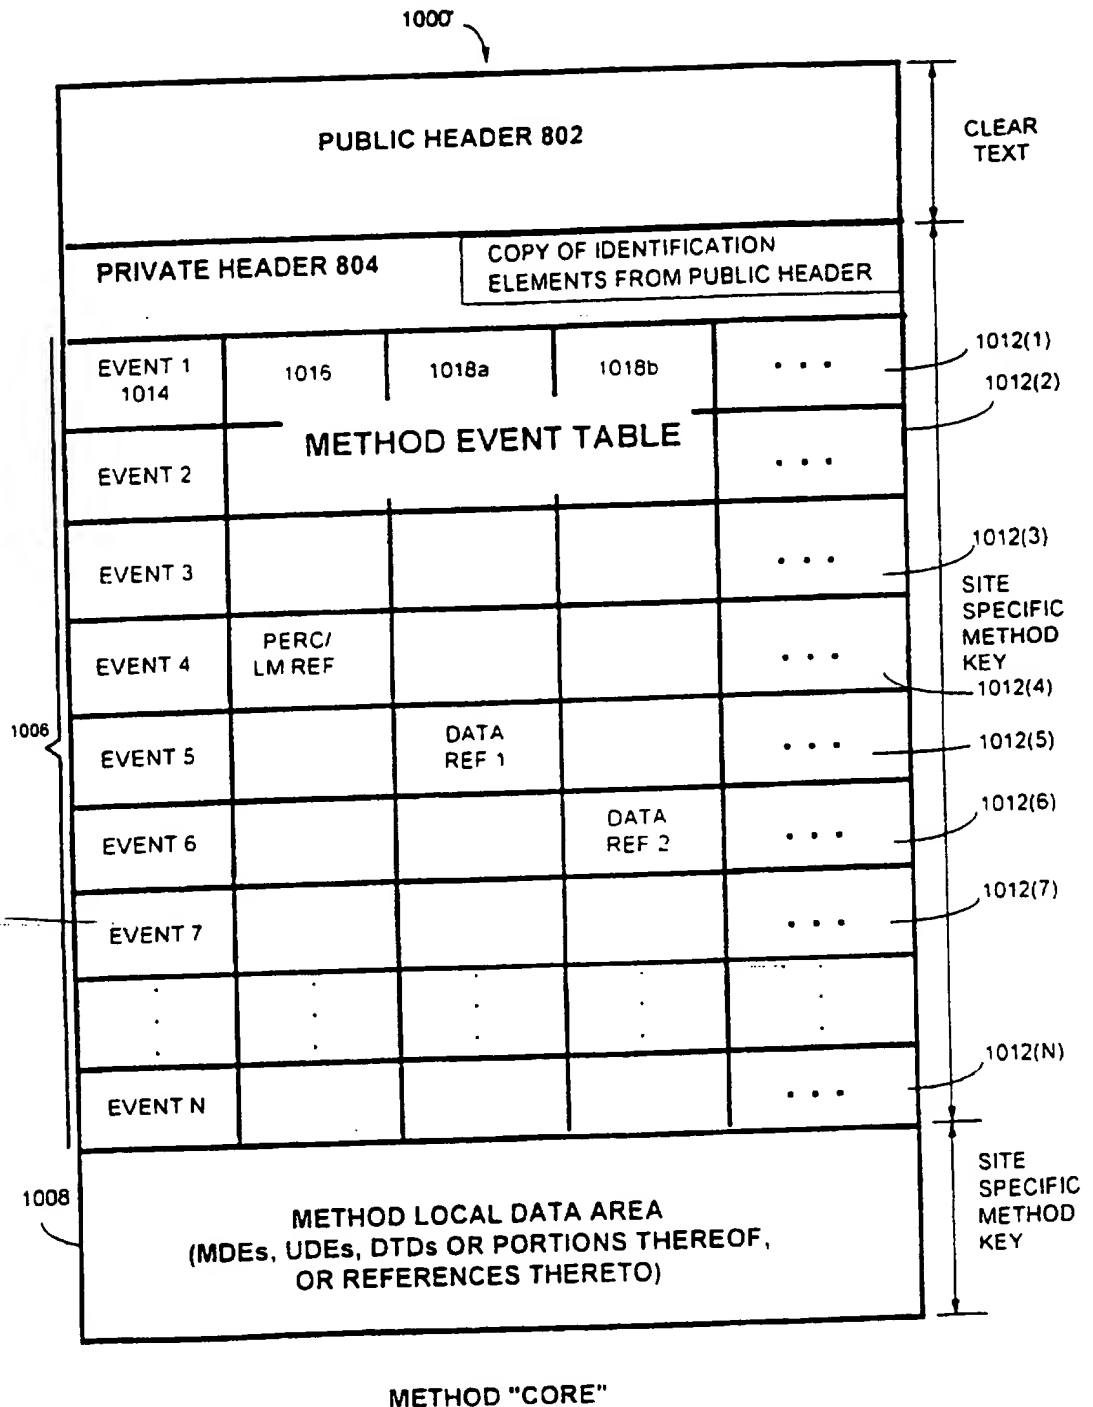 1000
PUBLIC HEADER 802
CLEAR
TEXT
PRIVATE HEADER 804
COPY OF IDENTIFICATION
ELEMENTS FROM PUBLIC HEADER
EVENT 1
1014
1016
1018a
1018b
. . .
1012(1)
1012(2)
METHOD EVENT TABLE
EVENT 2
. . .
EVENT 3
. . .
1012(3)
SITE
SPECIFIC
METHOD
KEY
EVENT 4
PERC/
LM REF
. . .
1012(4)
1006
EVENT 5
DATA
REF 1
. . .
1012(5)
EVENT 6
DATA
REF 2
. . .
1012(6)
EVENT 7
. . .
1012(7)
EVENT N
. . .
1012(N)
1008
METHOD LOCAL DATA AREA
(MDEs, UDEs, DTDs OR PORTIONS THEREOF,
OR REFERENCES THERETO)
SITE
SPECIFIC
METHOD
KEY
METHOD "CORE"